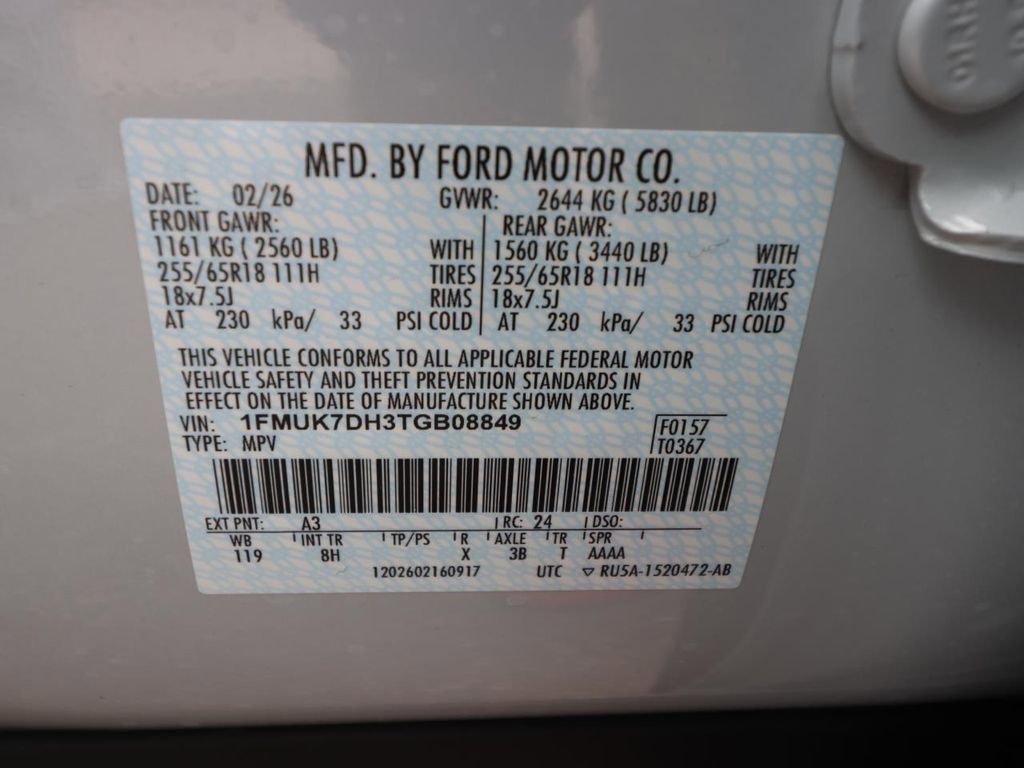 MFD. BY FORD MOTOR CO.
DATE: 02/26 GVWR: 2644 KG ( 5830 LB)
FRONT GAWR: REAR GAWR:
1161 KG ( 2560 LB) WITH 1560 KG ( 3440 LB) WITH
255/65R18 111H TIRES 255/65R18 111H TIRES
18x7.5J RIMS 18x7.5J RIMS
AT 230 kPa/ 33 PSI COLD AT 230 kPa/ 33 PSI COLD
THIS VEHICLE CONFORMS TO ALL APPLICABLE FEDERAL MOTOR
VEHICLE SAFETY AND THEFT PREVENTION STANDARDS IN
EFFECT ON THE DATE OF MANUFACTURE SHOWN ABOVE.
VIN: 1FMUK7DH3TGB08849 F0157
TYPE: MPV T0367
EXT PNT: A3 RC: 24 DSO:
WB INT TR TP/PS R AXLE TR SPR
119 8H X 3B T AAAA
1202602160917 UTC ▽ RU5A-1520472-AB